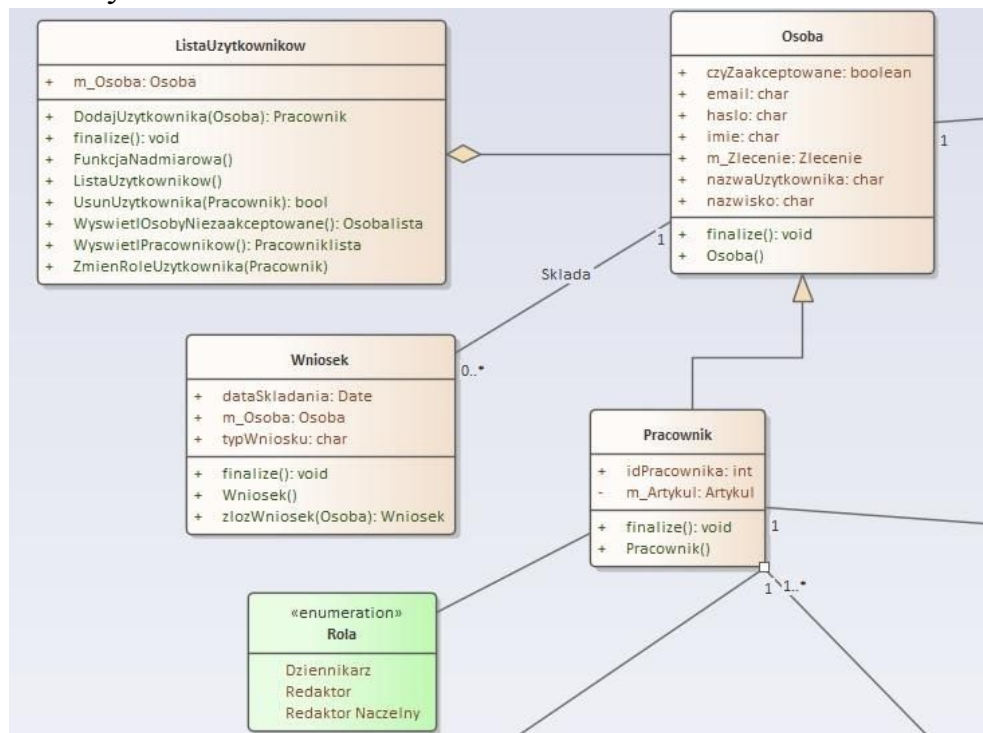 ListaUzytkownikow
+ m_Osoba: Osoba
+ DodajUzytkownika(Osoba): Pracownik
+ finalize(): void
+ FunkcjaNadmiarowa()
+ ListaUzytkownikow()
+ UsunUzytkownika(Pracownik): bool
+ WyswietlOsobyNiezaakceptowane(): Osobalista
+ WyswietlPracownikow(): Pracowniklista
+ ZmienRoleUzytkownika(Pracownik)
Osoba
+ czyZaakceptowane: boolean
+ email: char
+ haslo: char
+ imie: char
+ m_Zlecenie: Zlecenie
+ nazwaUzytkownika: char
+ nazwisko: char
+ finalize(): void
+ Osoba()
1
1
Sklada
0..*
Wniosek
+ dataSkladania: Date
+ m_Osoba: Osoba
+ typWniosku: char
+ finalize(): void
+ Wniosek()
+ zlozWniosek(Osoba): Wniosek
Pracownik
+ idPracownika: int
- m_Artykul: Artykul
+ finalize(): void
+ Pracownik()
1
1 1..*
«enumeration»
Rola
Dziennikarz
Redaktor
Redaktor Naczelny